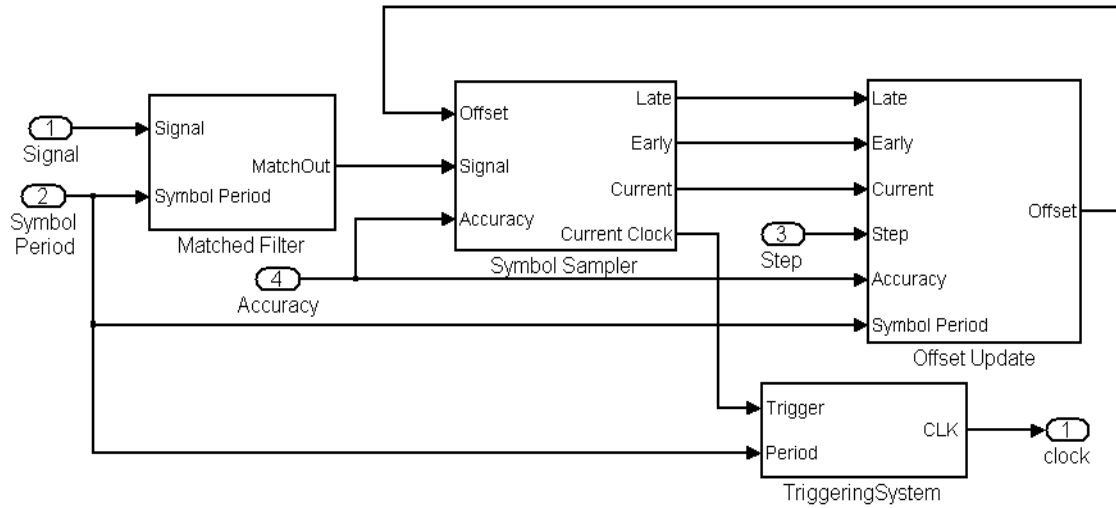 1
Signal
2
Symbol
Period
Signal
MatchOut
Symbol Period
Matched Filter
4
Accuracy
Offset
Signal
Accuracy
Late
Early
Current
Current Clock
Symbol Sampler
3
Step
Late
Early
Current
Step
Accuracy
Symbol Period
Offset
Offset Update
Trigger
Period
CLK
TriggeringSystem
1
clock